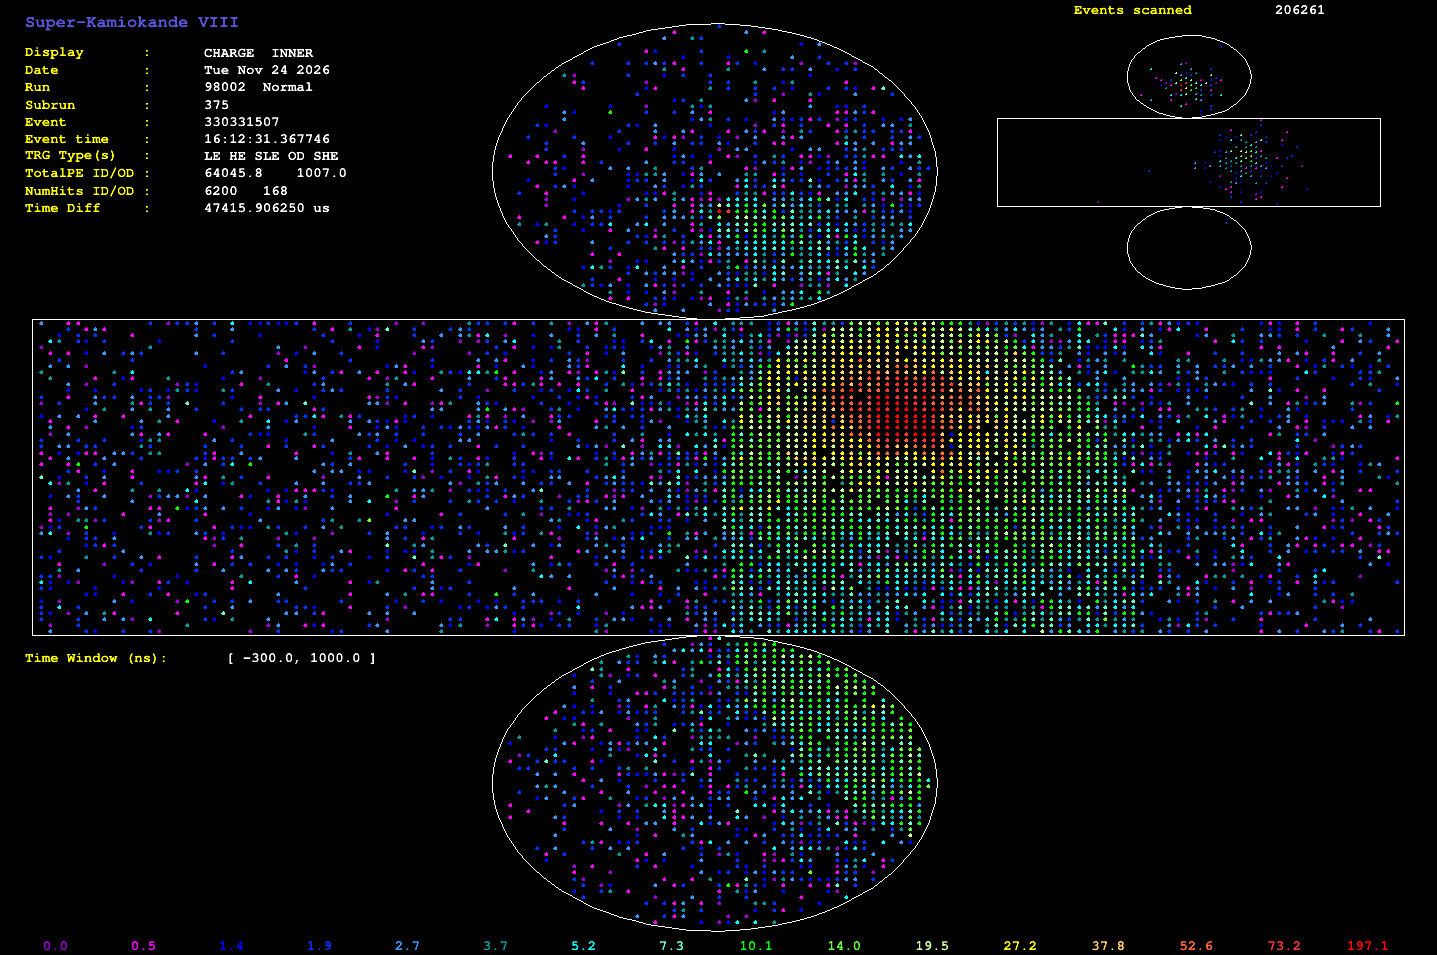 Super-Kamiokande VIII
Events scanned 206261
Display : CHARGE INNER
Date : Tue Nov 24 2026
Run : 98002 Normal
Subrun : 375
Event : 330331507
Event time : 16:12:31.367746
TRG Type(s) : LE HE SLE OD SHE
TotalPE ID/OD : 64045.8 1007.0
NumHits ID/OD : 6200 168
Time Diff : 47415.906250 us
Time Window (ns): [ -300.0, 1000.0 ]
0.0 0.5 1.4 1.9 2.7 3.7 5.2 7.3 10.1 14.0 19.5 27.2 37.8 52.6 73.2 197.1